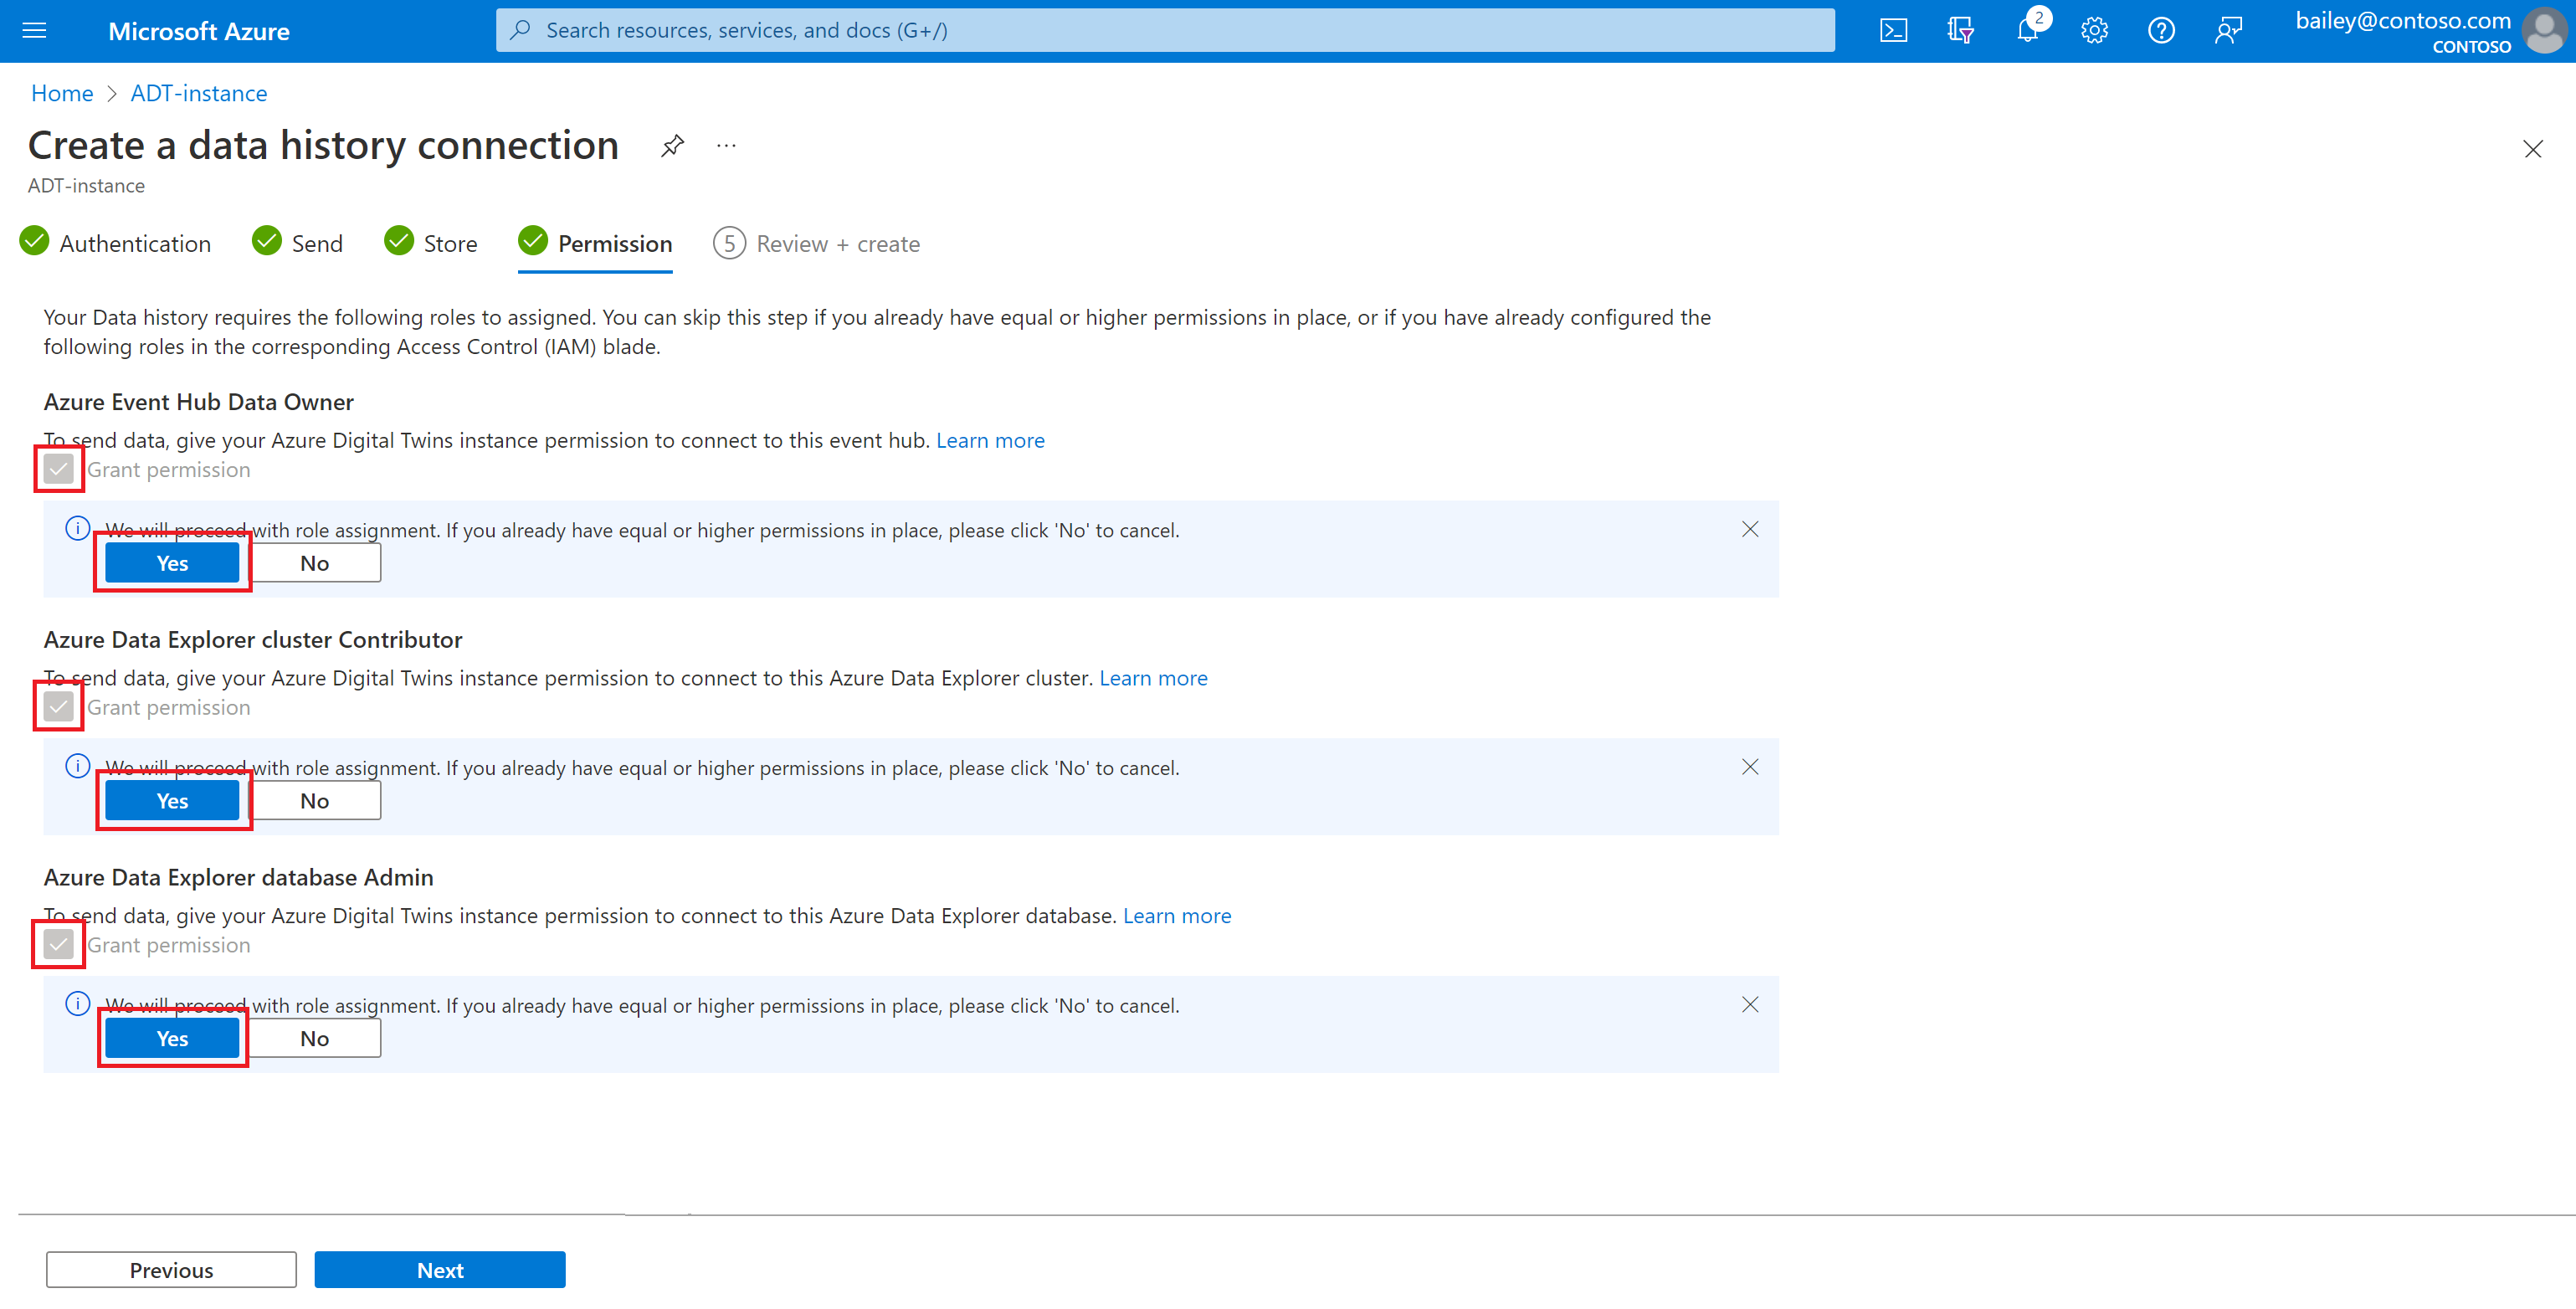 Microsoft Azure
Search resources, services, and docs (G+/)
2
bailey@contoso.com
CONTOSO
Home > ADT-instance
Create a data history connection
ADT-instance
Authentication
Send
Store
Permission
5 Review + create
Your Data history requires the following roles to assigned. You can skip this step if you already have equal or higher permissions in place, or if you have already configured the
following roles in the corresponding Access Control (IAM) blade.
Azure Event Hub Data Owner
To send data, give your Azure Digital Twins instance permission to connect to this event hub. Learn more
Grant permission
We will proceed with role assignment. If you already have equal or higher permissions in place, please click 'No' to cancel.
Yes No
Azure Data Explorer cluster Contributor
To send data, give your Azure Digital Twins instance permission to connect to this Azure Data Explorer cluster. Learn more
Grant permission
We will proceed with role assignment. If you already have equal or higher permissions in place, please click 'No' to cancel.
Yes No
Azure Data Explorer database Admin
To send data, give your Azure Digital Twins instance permission to connect to this Azure Data Explorer database. Learn more
Grant permission
We will proceed with role assignment. If you already have equal or higher permissions in place, please click 'No' to cancel.
Yes No
Previous Next